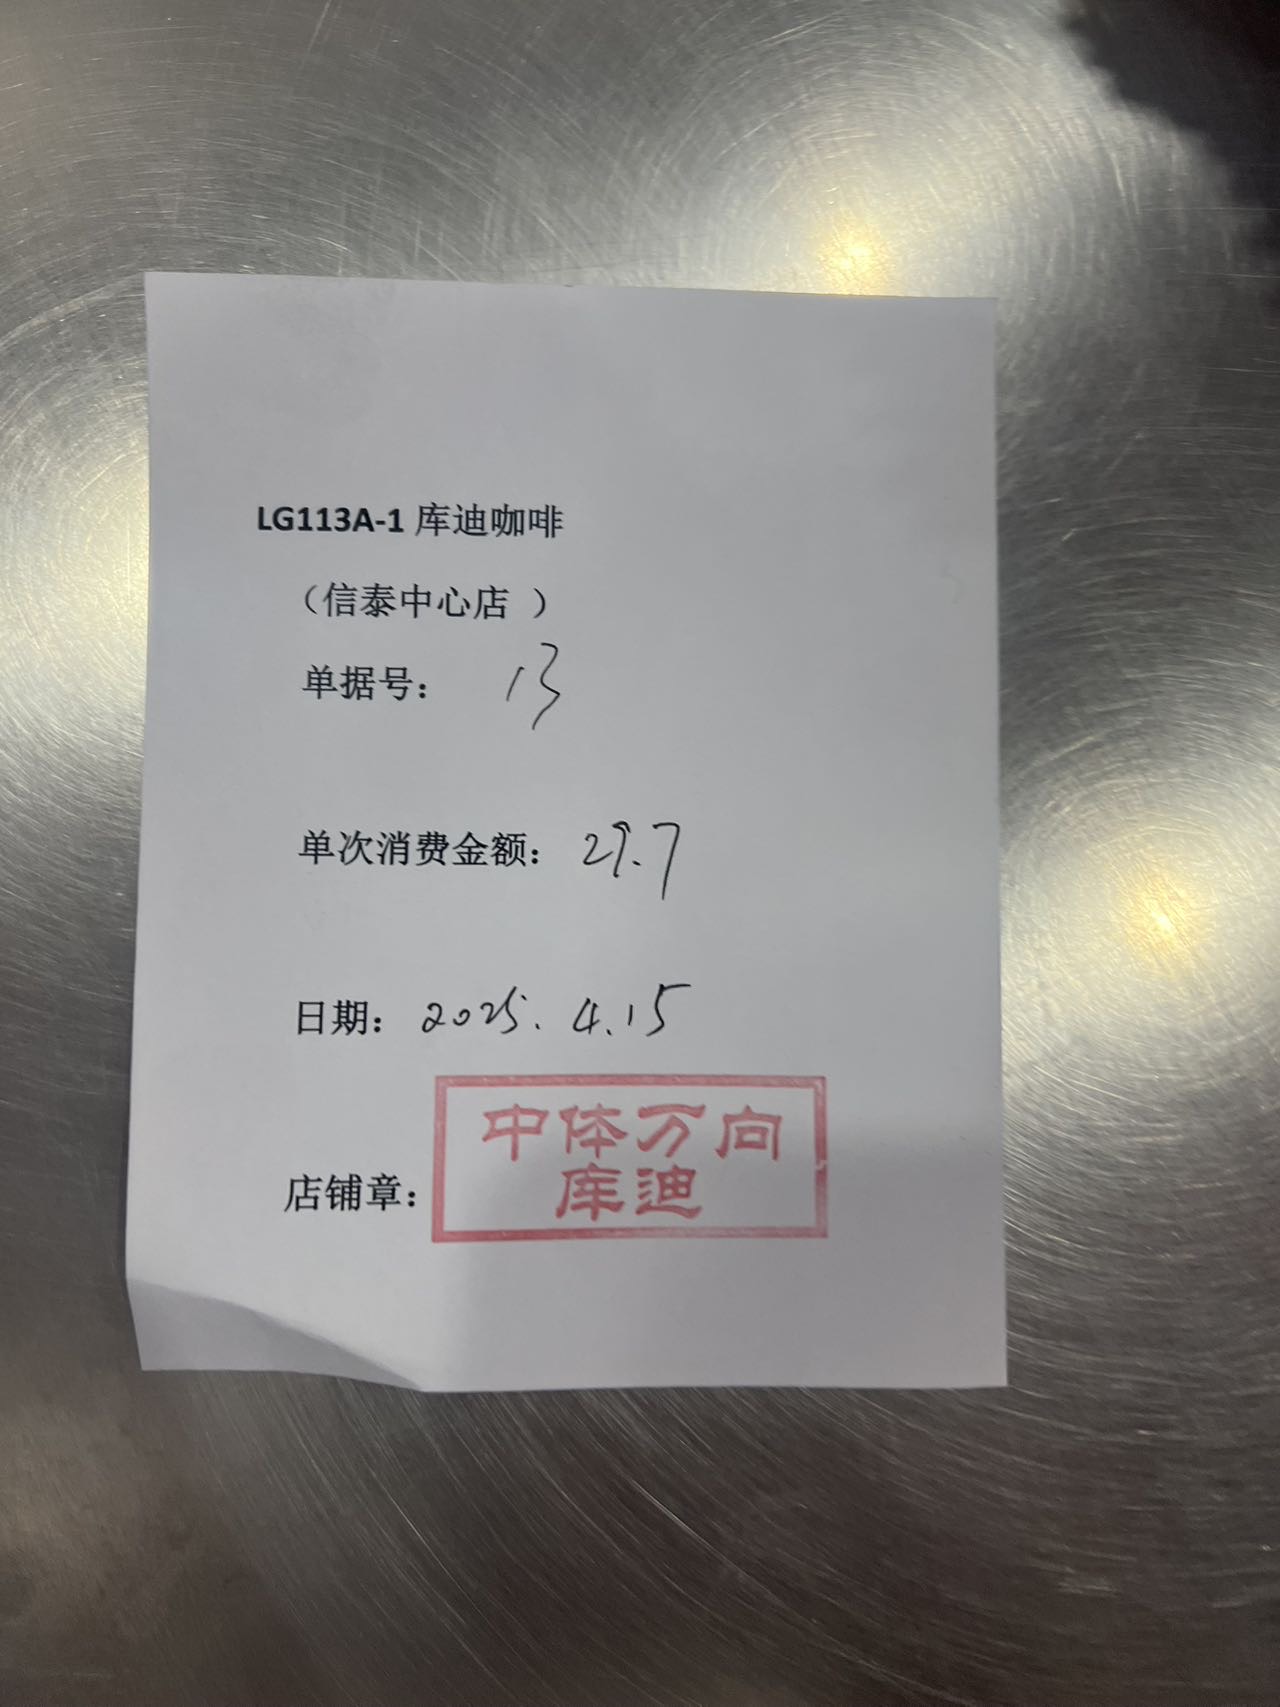 LG113A-1 库迪咖啡
（信泰中心店 ）
单据号： 13
单次消费金额： 29.7
日期： 2025. 4.15
中体万向
库迪
店铺章：